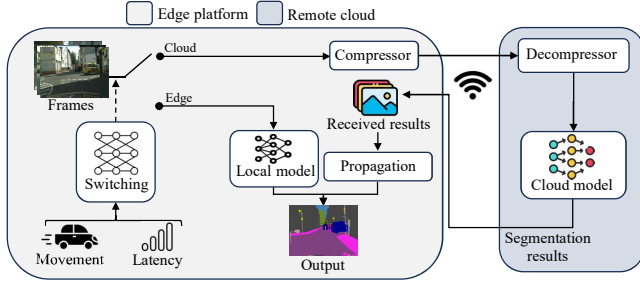 Edge platform
Remote cloud
Cloud
Compressor
Decompressor
Frames
Edge
Received results
Switching
Local model
Propagation
Cloud model
Movement
Latency
Output
Segmentation
results